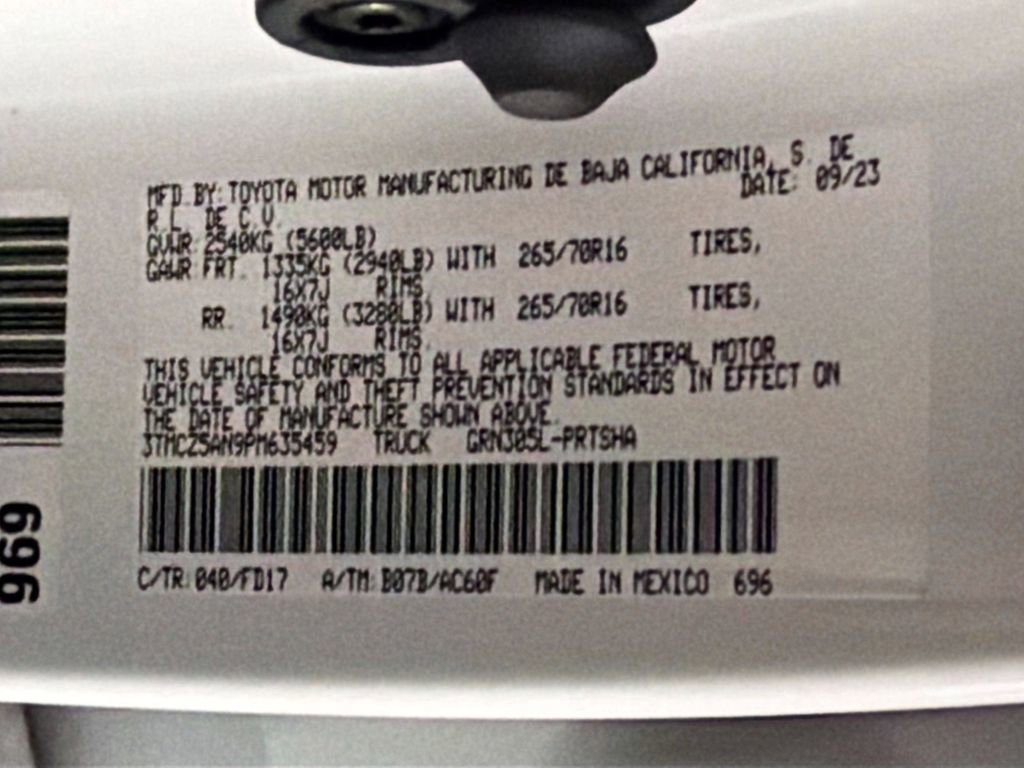 MFD. BY: TOYOTA MOTOR MANUFACTURING DE BAJA CALIFORNIA, S. DE
R.L. DE C.V. DATE: 09/23
GVWR 2540KG (5600LB)
GAWR FRT. 1335KG (2940LB) WITH 265/70R16 TIRES,
16X7J RIMS,
RR. 1490KG (3280LB) WITH 265/70R16 TIRES,
16X7J RIMS.
THIS VEHICLE CONFORMS TO ALL APPLICABLE FEDERAL MOTOR
VEHICLE SAFETY AND THEFT PREVENTION STANDARDS IN EFFECT ON
THE DATE OF MANUFACTURE SHOWN ABOVE.
3TMCZ5AN9PM635459 TRUCK GRN305L-PRTSHA
C/TR: 040/FD17 A/TM: B07B/AC60F MADE IN MEXICO 696
969